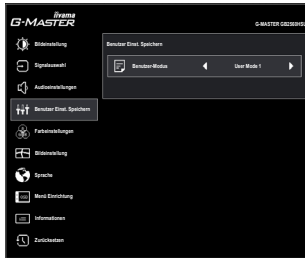 iiyama
G-MASTER
G-MASTER GB2560HSU
Bildeinstellung
Signalauswahl
Audioeinstellungen
Benutzer Einst. Speichern
Farbeinstellungen
Bildeinstellung
Sprache
Menü Einrichtung
Informationen
Zurücksetzen
Benutzer Einst. Speichern
Benutzer-Modus
User Mode 1